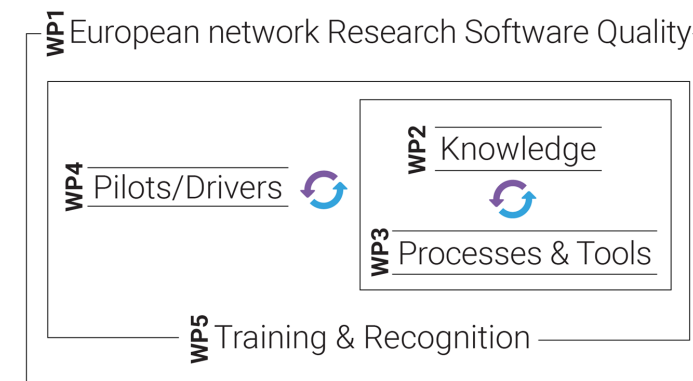 WP1 European network Research Software Quality
WP2 Knowledge
WP4 Pilots/Drivers
WP3 Processes & Tools
WP5 Training & Recognition